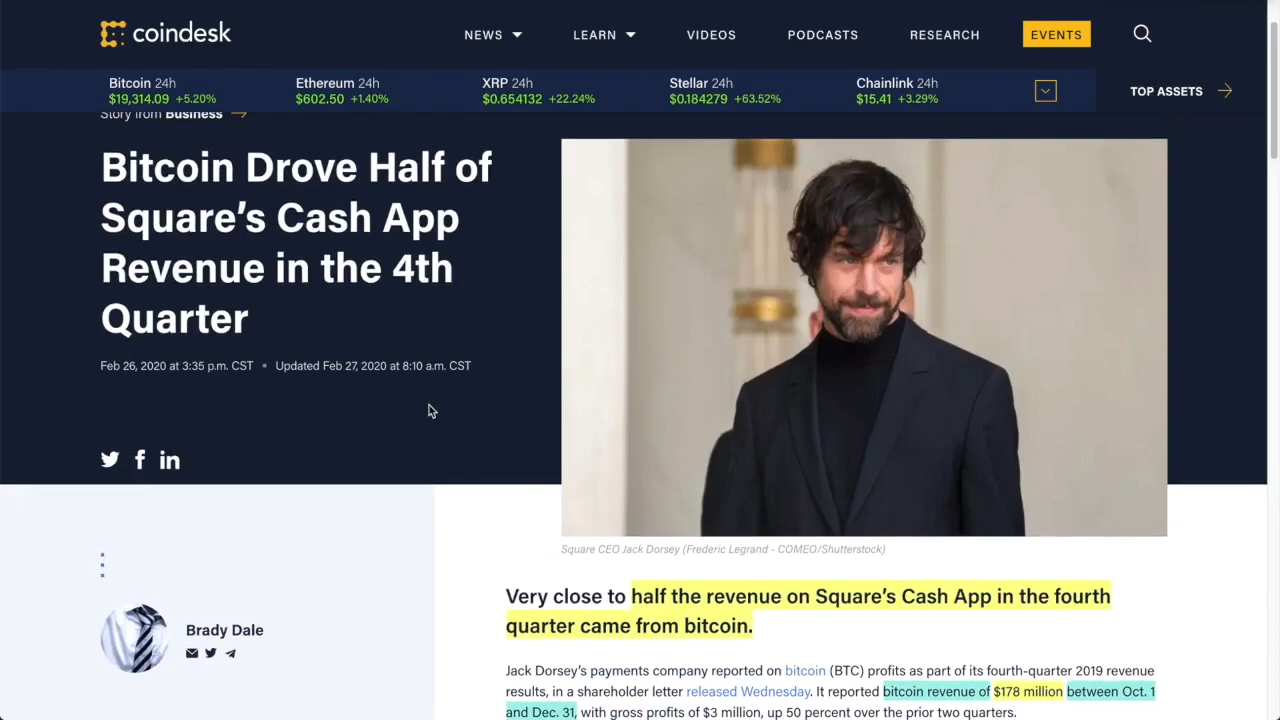 coindesk
NEWS LEARN VIDEOS PODCASTS RESEARCH EVENTS
Bitcoin 24h Ethereum 24h XRP 24h Stellar 24h Chainlink 24h
$19,314.09 +5.20% $602.50 +1.40% $0.654132 +22.24% $0.184279 +63.52% $15.41 +3.29%
TOP ASSETS
Story from Business
Bitcoin Drove Half of
Square's Cash App
Revenue in the 4th
Quarter
Feb 26, 2020 at 3:35 p.m. CST Updated Feb 27, 2020 at 8:10 a.m. CST
Square CEO Jack Dorsey (Frederic Legrand - COMEO/Shutterstock)
Brady Dale
Very close to half the revenue on Square's Cash App in the fourth
quarter came from bitcoin.
Jack Dorsey's payments company reported on bitcoin (BTC) profits as part of its fourth-quarter 2019 revenue
results, in a shareholder letter released Wednesday. It reported bitcoin revenue of $178 million between Oct. 1
and Dec. 31, with gross profits of $3 million, up 50 percent over the prior two quarters.